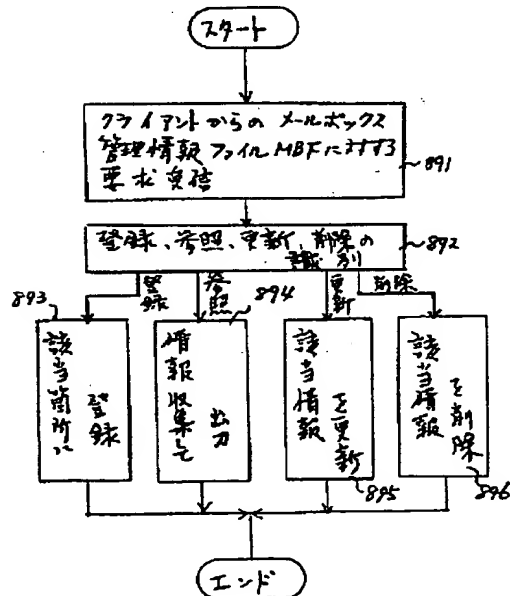 スタート
クライアントからのメールボックス
管理情報ファイルMBFに対する
要求受信
891
登録、参照、更新、削除の
識別
892
登録
参照
更新
削除
893
該当箇所に
登録
894
情報収集して
出力
該当情報
を更新
895
該当情報
を削除
896
エンド